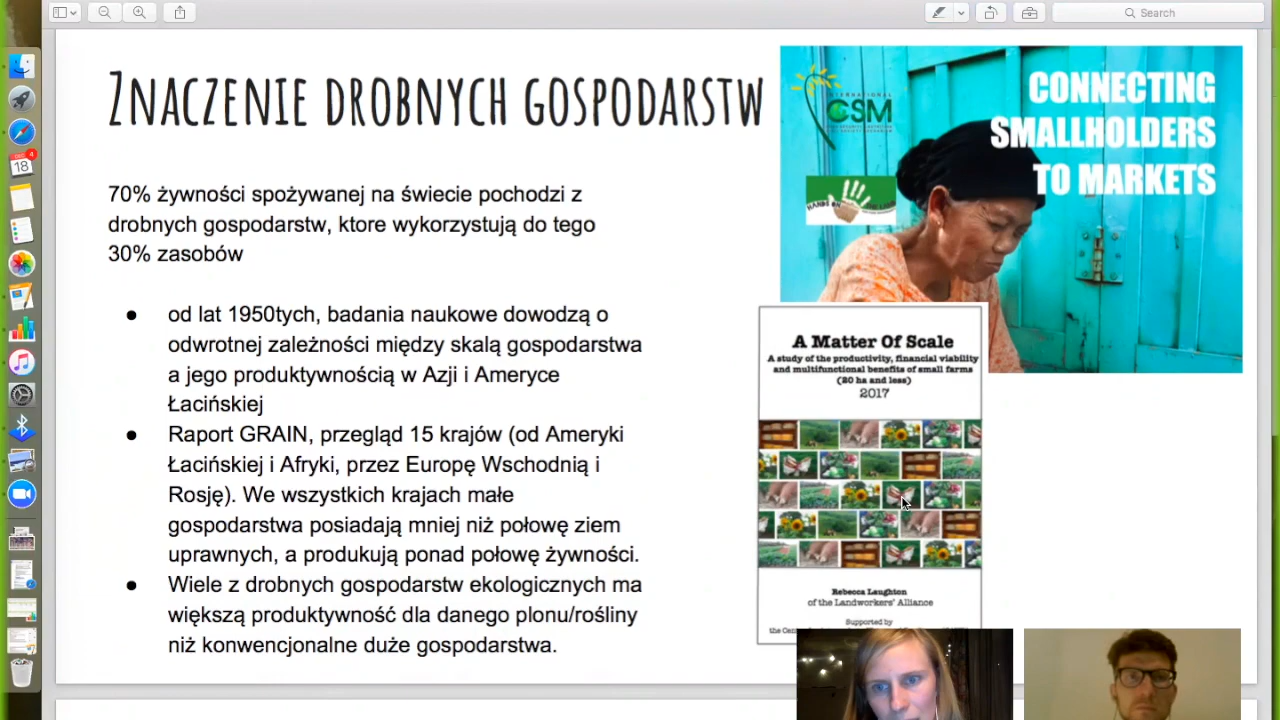 Search
Znaczenie drobnych gospodarstw
70% żywności spożywanej na świecie pochodzi z
drobnych gospodarstw, ktore wykorzystują do tego
30% zasobów
● od lat 1950tych, badania naukowe dowodzą o
odwrotnej zależności między skalą gospodarstwa
a jego produktywnością w Azji i Ameryce
Łacińskiej
● Raport GRAIN, przegląd 15 krajów (od Ameryki
Łacińskiej i Afryki, przez Europę Wschodnią i
Rosję). We wszystkich krajach małe
gospodarstwa posiadają mniej niż połowę ziem
uprawnych, a produkują ponad połowę żywności.
● Wiele z drobnych gospodarstw ekologicznych ma
większą produktywność dla danego plonu/rośliny
niż konwencjonalne duże gospodarstwa.
INTERNATIONAL
CSM
CONNECTING
SMALLHOLDERS
TO MARKETS
HANDS ON
A Matter Of Scale
A study of the productivity, financial viability
and multifunctional benefits of small farms
(20 ha and less)
2017
Rebecca Laughton
of the Landworkers' Alliance
Supported by
18
4